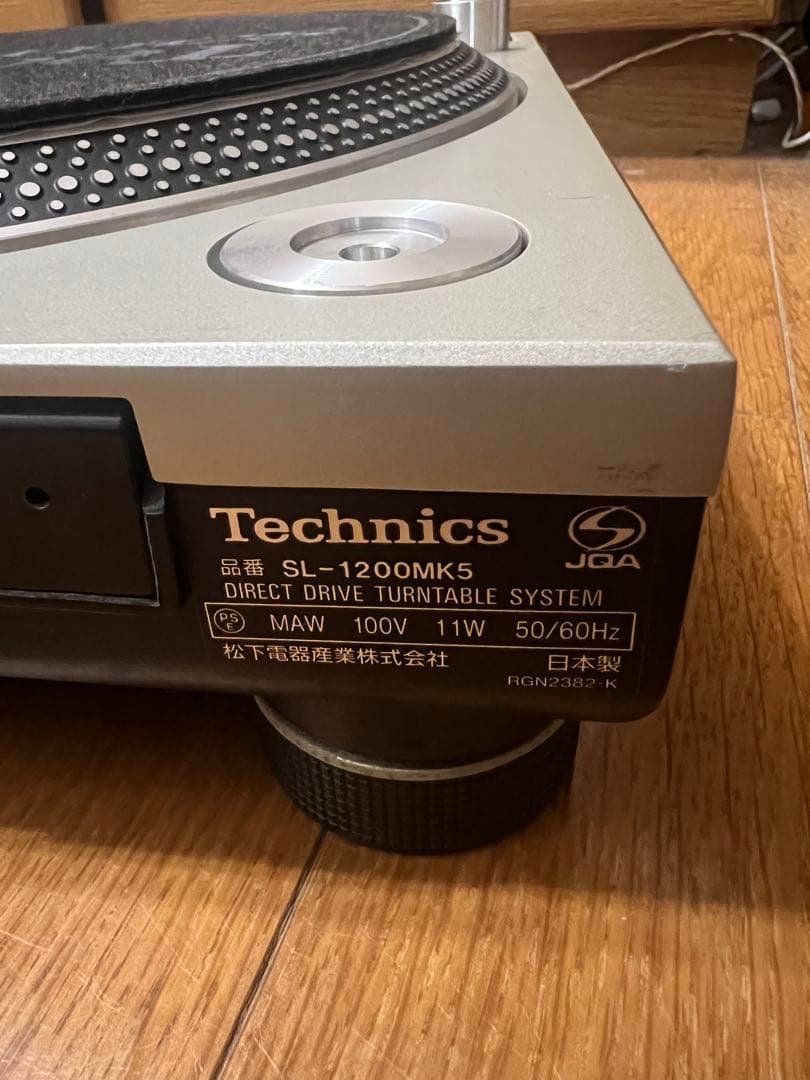 Technics
JQA
品番 SL-1200MK5
DIRECT DRIVE TURNTABLE SYSTEM
PS E MAW 100V 11W 50/60Hz
松下電器産業株式会社 日本製
RGN2382-K